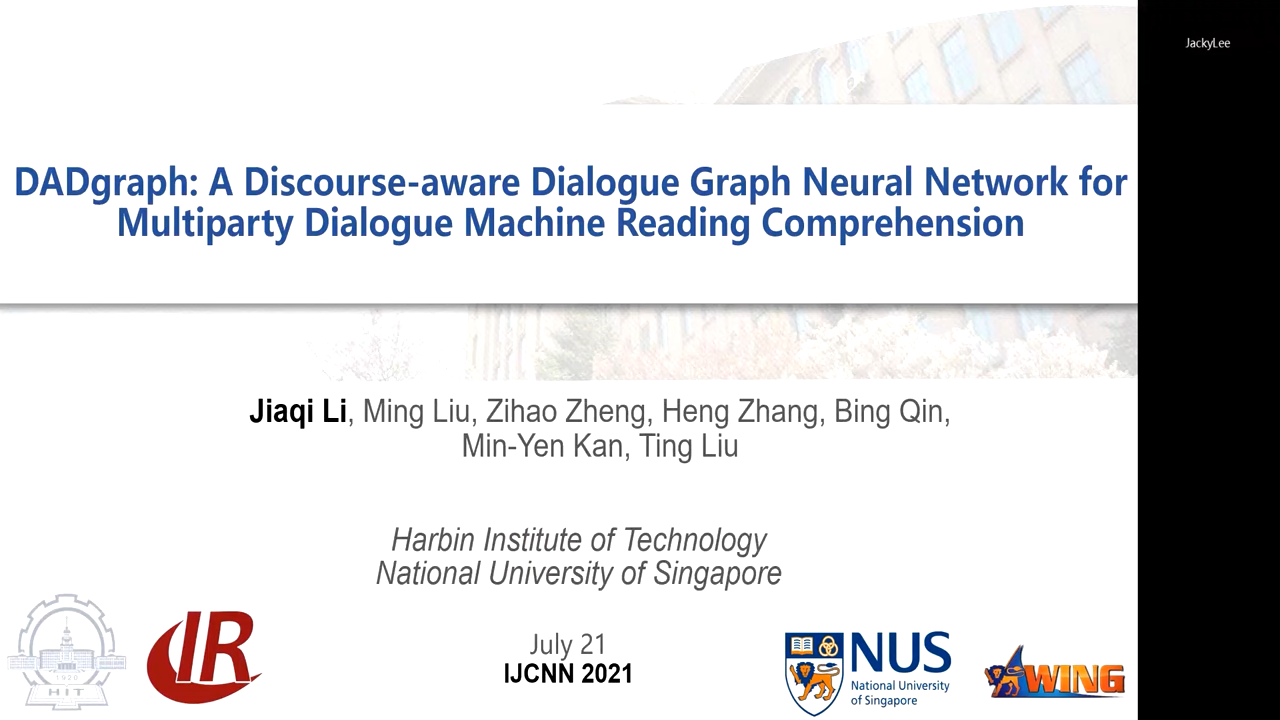 JackyLee
DADgraph: A Discourse-aware Dialogue Graph Neural Network for
Multiparty Dialogue Machine Reading Comprehension
Jiaqi Li, Ming Liu, Zihao Zheng, Heng Zhang, Bing Qin,
Min-Yen Kan, Ting Liu
Harbin Institute of Technology
National University of Singapore
July 21
IJCNN 2021
1920
HIT
IR
NUS
National University
of Singapore
WING